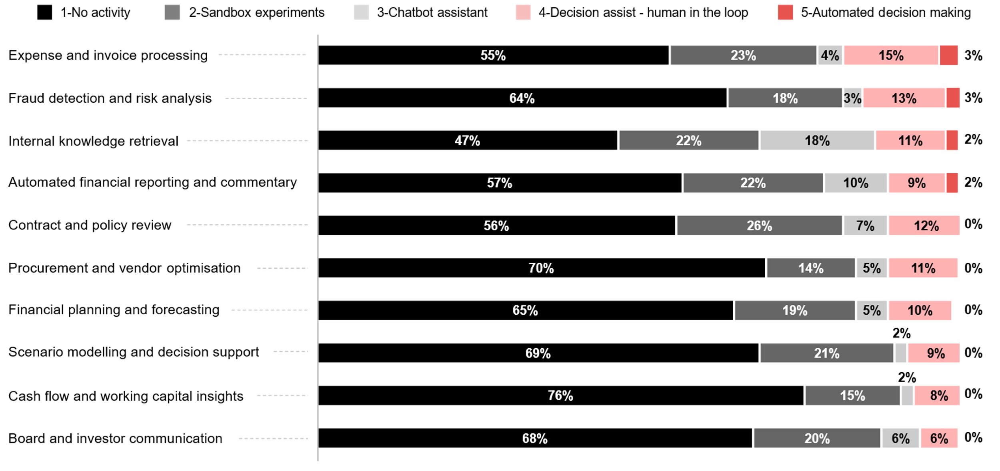 1-No activity 2-Sandbox experiments 3-Chatbot assistant 4-Decision assist - human in the loop 5-Automated decision making
Expense and invoice processing 55% 23% 4% 15% 3%
Fraud detection and risk analysis 64% 18% 3% 13% 3%
Internal knowledge retrieval 47% 22% 18% 11% 2%
Automated financial reporting and commentary 57% 22% 10% 9% 2%
Contract and policy review 56% 26% 7% 12% 0%
Procurement and vendor optimisation 70% 14% 5% 11% 0%
Financial planning and forecasting 65% 19% 5% 10% 0%
2%
Scenario modelling and decision support 69% 21% 9% 0%
2%
Cash flow and working capital insights 76% 15% 8% 0%
Board and investor communication 68% 20% 6% 6% 0%